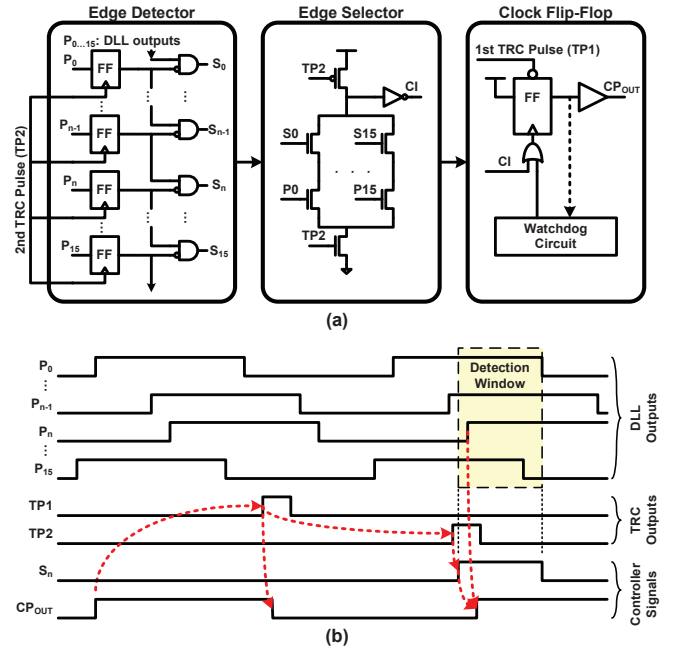 Edge Detector
Edge Selector
Clock Flip-Flop
P0...15: DLL outputs
P0
FF
S0
Pn-1
FF
Sn-1
Pn
FF
Sn
P15
FF
S15
2nd TRC Pulse (TP2)
TP2
CI
S0
S15
P0
P15
TP2
1st TRC Pulse (TP1)
FF
CPOUT
CI
Watchdog
Circuit
(a)
P0
Detection
Window
Pn-1
Pn
P15
DLL
Outputs
TP1
TP2
TRC
Outputs
Sn
CPOUT
Controller
Signals
(b)